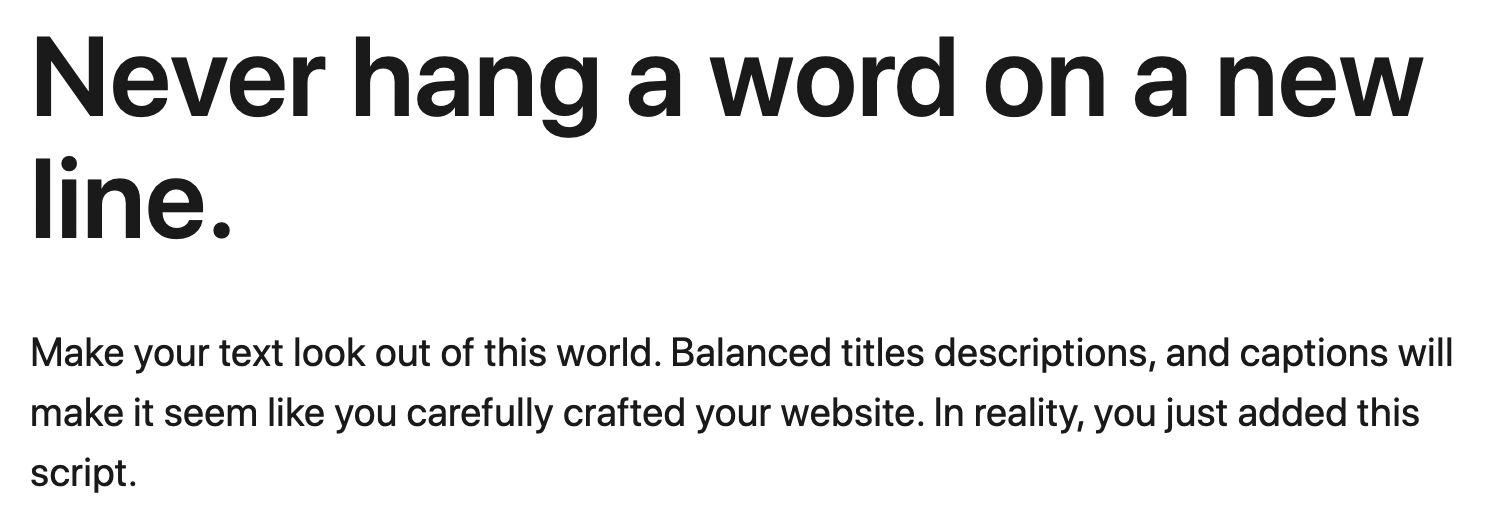 Never hang a word on a new
line.
Make your text look out of this world. Balanced titles descriptions, and captions will
make it seem like you carefully crafted your website. In reality, you just added this
script.